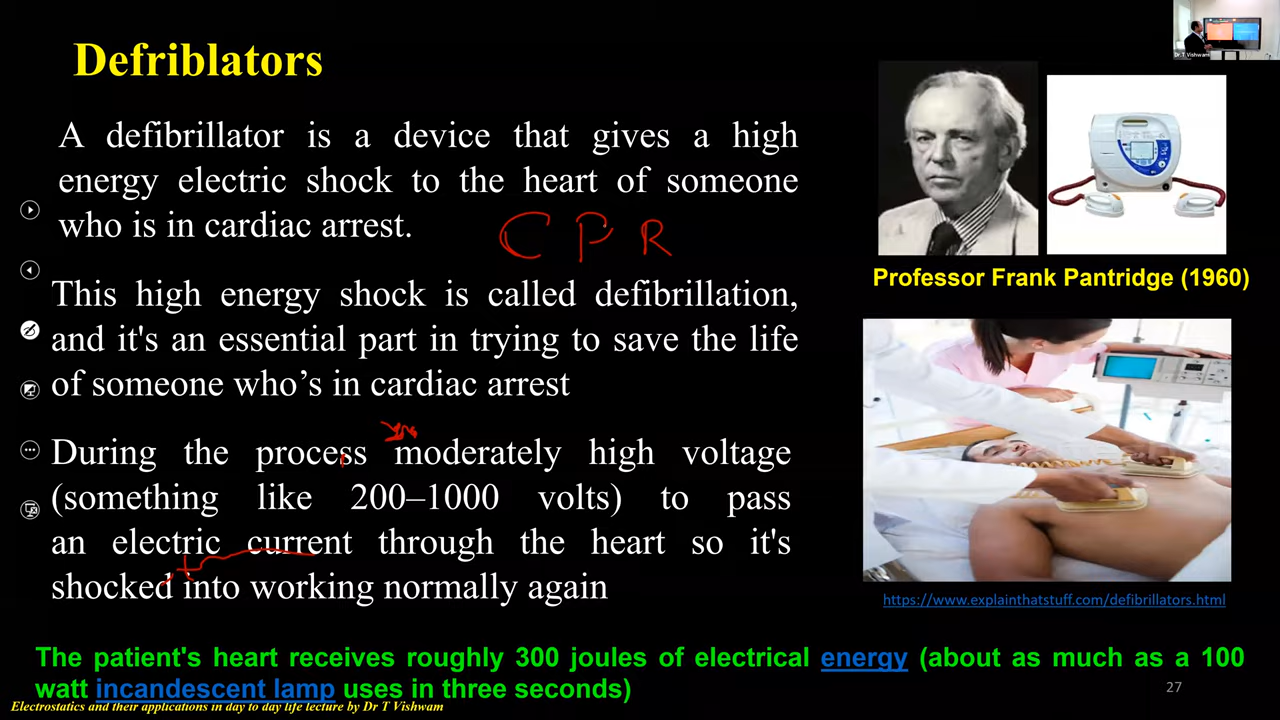 Defriblators
A defibrillator is a device that gives a high
energy electric shock to the heart of someone
who is in cardiac arrest.
C P R
This high energy shock is called defibrillation,
and it's an essential part in trying to save the life
of someone who’s in cardiac arrest
During the process moderately high voltage
(something like 200–1000 volts) to pass
an electric current through the heart so it's
shocked into working normally again
Dr T Vishwam
Professor Frank Pantridge (1960)
https://www.explainthatstuff.com/defibrillators.html
The patient's heart receives roughly 300 joules of electrical energy (about as much as a 100
watt incandescent lamp uses in three seconds)
27
Electrostatics and their applications in day to day life lecture by Dr T Vishwam